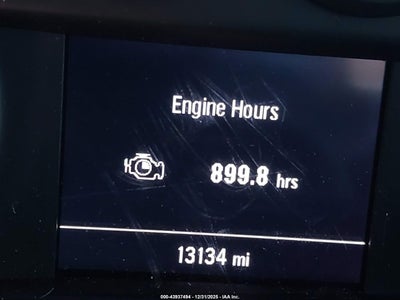 Engine Hours
899.8 hrs
13134 mi
000-43937494 - 12/31/2025 - IAA, Inc.